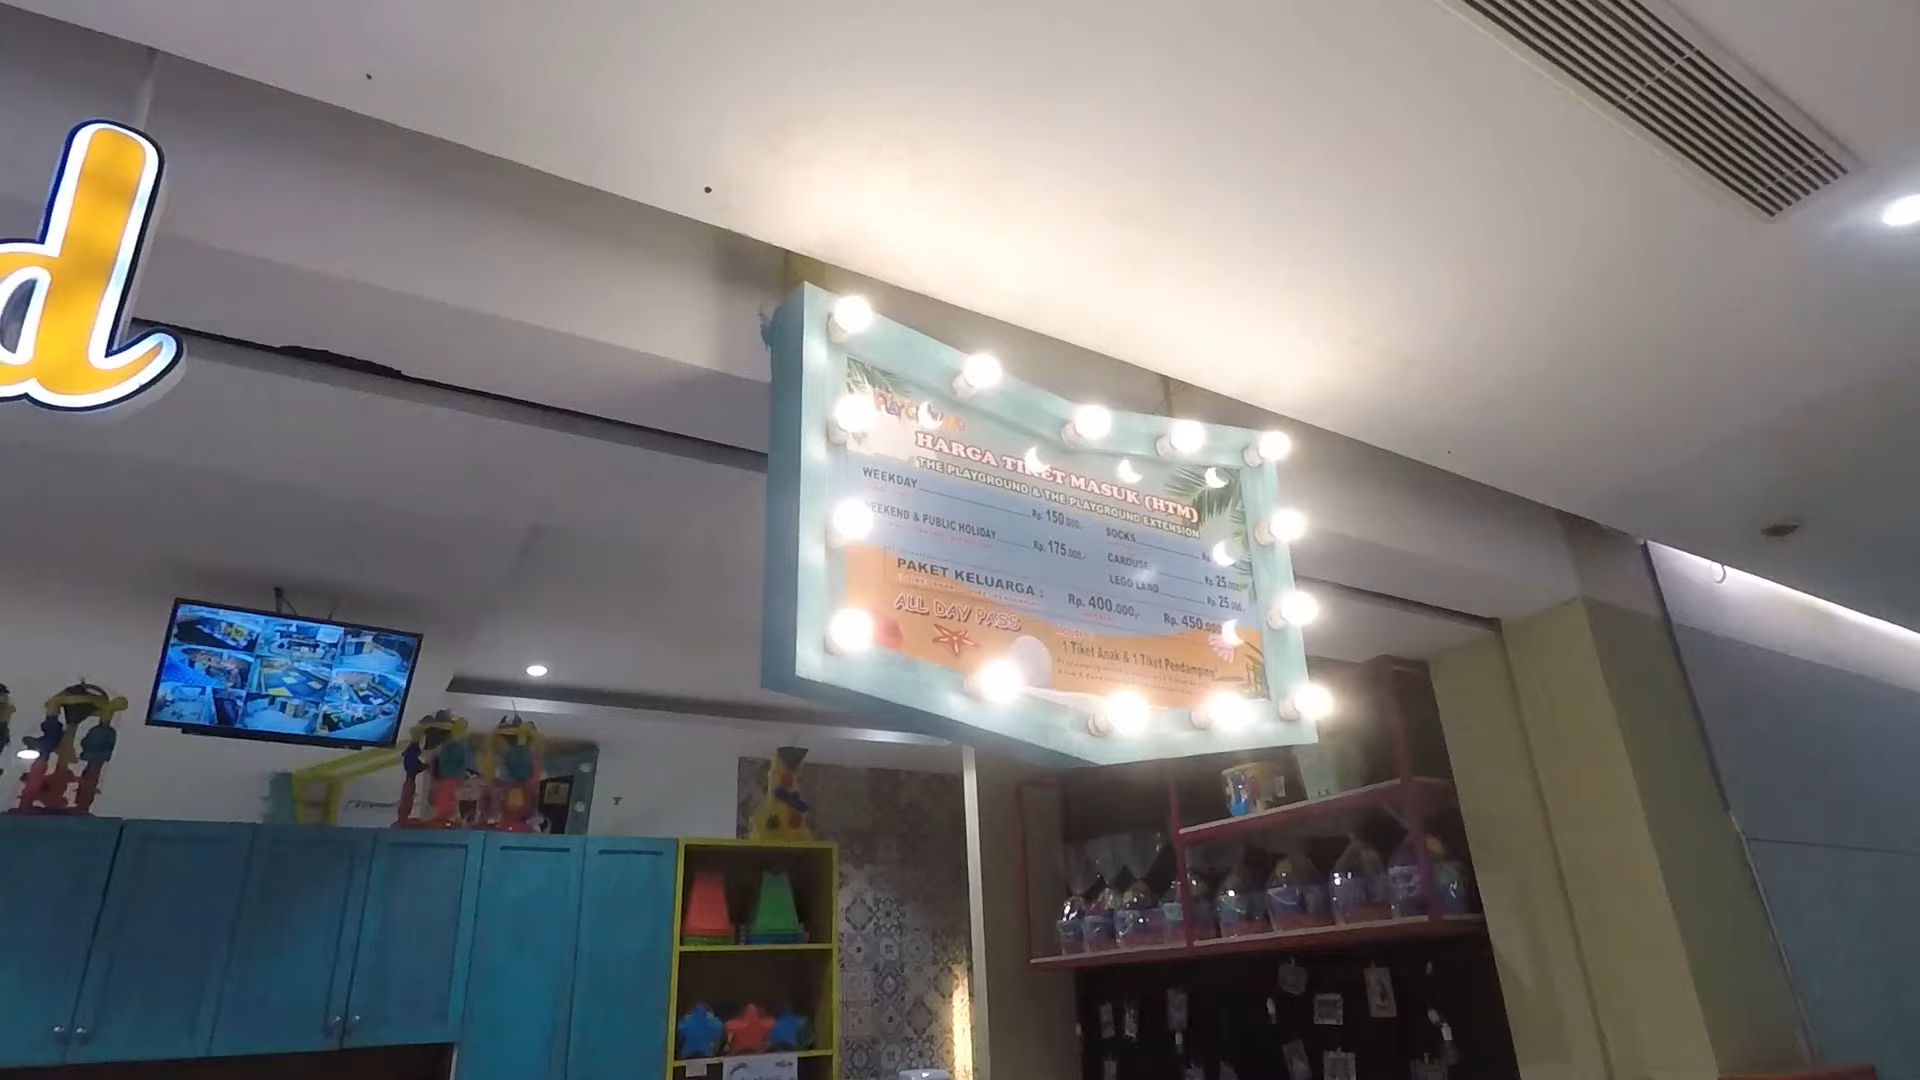 d
HARGA TIKET MASUK (HTM)
THE PLAYGROUND & THE PLAYGROUND EXTENSION
WEEKDAY Rp. 150.000,-
WEEKEND & PUBLIC HOLIDAY Rp. 175.000,-
SOCKS Rp.
CAROUSEL Rp. 25.000,-
LEGO LAND Rp. 25.000,-
PAKET KELUARGA : Rp. 400.000,- Rp. 450.000
ALL DAY PASS
1 Tiket Anak & 1 Tiket Pendamping